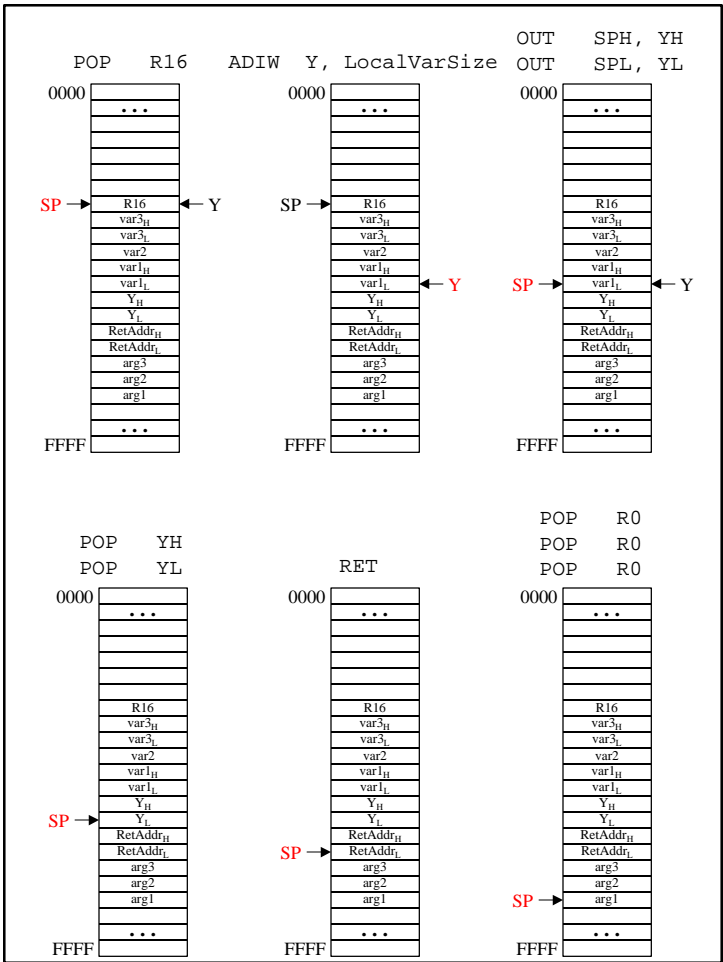 POP R16
0000
...
SP
R16
Y
var3H
var3L
var2
var1H
var1L
YH
YL
RetAddrH
RetAddrL
arg3
arg2
arg1
...
FFFF
ADIW Y, LocalVarSize
0000
...
SP
R16
var3H
var3L
var2
var1H
var1L
Y
YH
YL
RetAddrH
RetAddrL
arg3
arg2
arg1
...
FFFF
OUT SPH, YH
OUT SPL, YL
0000
...
R16
var3H
var3L
var2
var1H
SP
var1L
Y
YH
YL
RetAddrH
RetAddrL
arg3
arg2
arg1
...
FFFF
POP YH
POP YL
0000
...
R16
var3H
var3L
var2
var1H
var1L
YH
SP
YL
RetAddrH
RetAddrL
arg3
arg2
arg1
...
FFFF
RET
0000
...
R16
var3H
var3L
var2
var1H
var1L
YH
YL
RetAddrH
SP
RetAddrL
arg3
arg2
arg1
...
FFFF
POP R0
POP R0
POP R0
0000
...
R16
var3H
var3L
var2
var1H
var1L
YH
YL
RetAddrH
RetAddrL
arg3
arg2
SP
arg1
...
FFFF